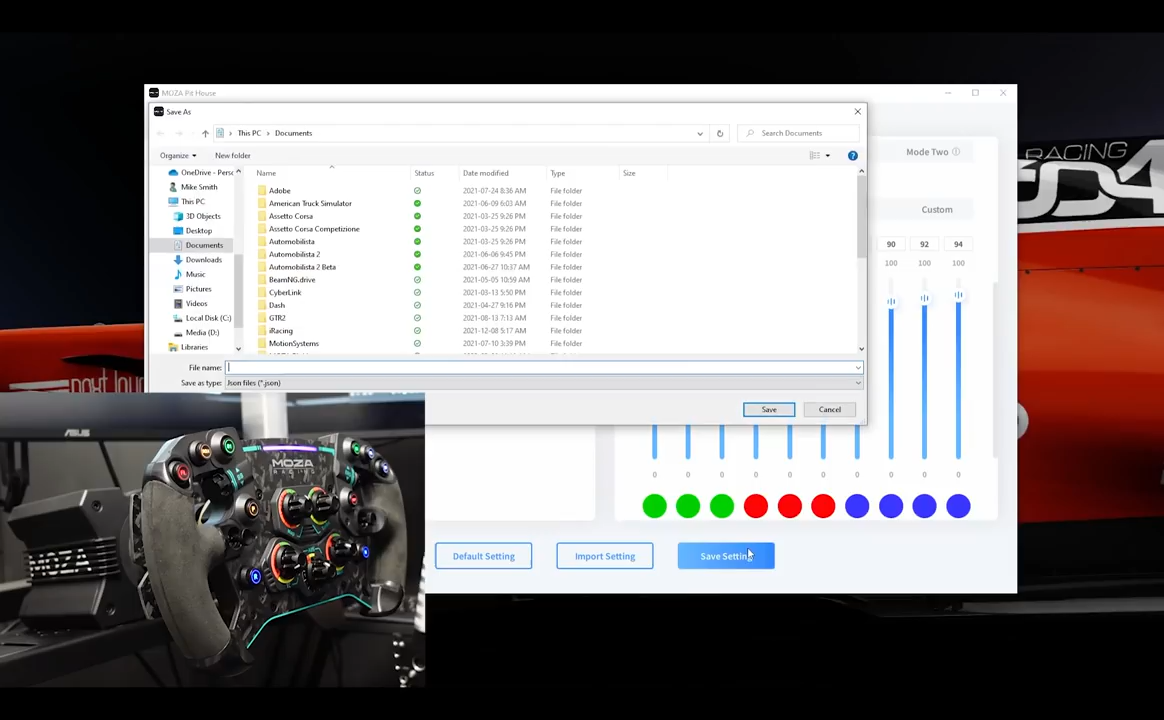 MOZA Pit House
Save As
This PC > Documents
Search Documents
Organize
New folder
Name
Status
Date modified
Type
Size
OneDrive - Perso
Mike Smith
This PC
3D Objects
Desktop
Documents
Downloads
Music
Pictures
Videos
Local Disk (C:)
Media (D:)
Libraries
Adobe 2021-07-24 8:36 AM File folder
American Truck Simulator 2021-06-09 6:03 AM File folder
Assetto Corsa 2021-03-25 9:26 PM File folder
Assetto Corsa Competizione 2021-03-25 9:26 PM File folder
Automobilista 2021-03-25 9:26 PM File folder
Automobilista 2 2021-06-06 9:45 PM File folder
Automobilista 2 Beta 2021-06-27 10:37 AM File folder
BeamNG.drive 2021-05-05 10:59 AM File folder
CyberLink 2021-03-13 5:50 PM File folder
Dash 2021-04-27 9:16 PM File folder
GTR2 2021-08-13 7:13 AM File folder
iRacing 2021-12-08 5:17 AM File folder
MotionSystems 2021-07-10 3:39 PM File folder
File name:
Save as type: Json files (*.json)
Save
Cancel
Mode Two
Custom
90 92 94
100 100 100
0 0 0 0 0 0 0 0 0 0
Default Setting
Import Setting
Save Setting
RACING
next lev
ASUS
MOZA
RACING
MOZA